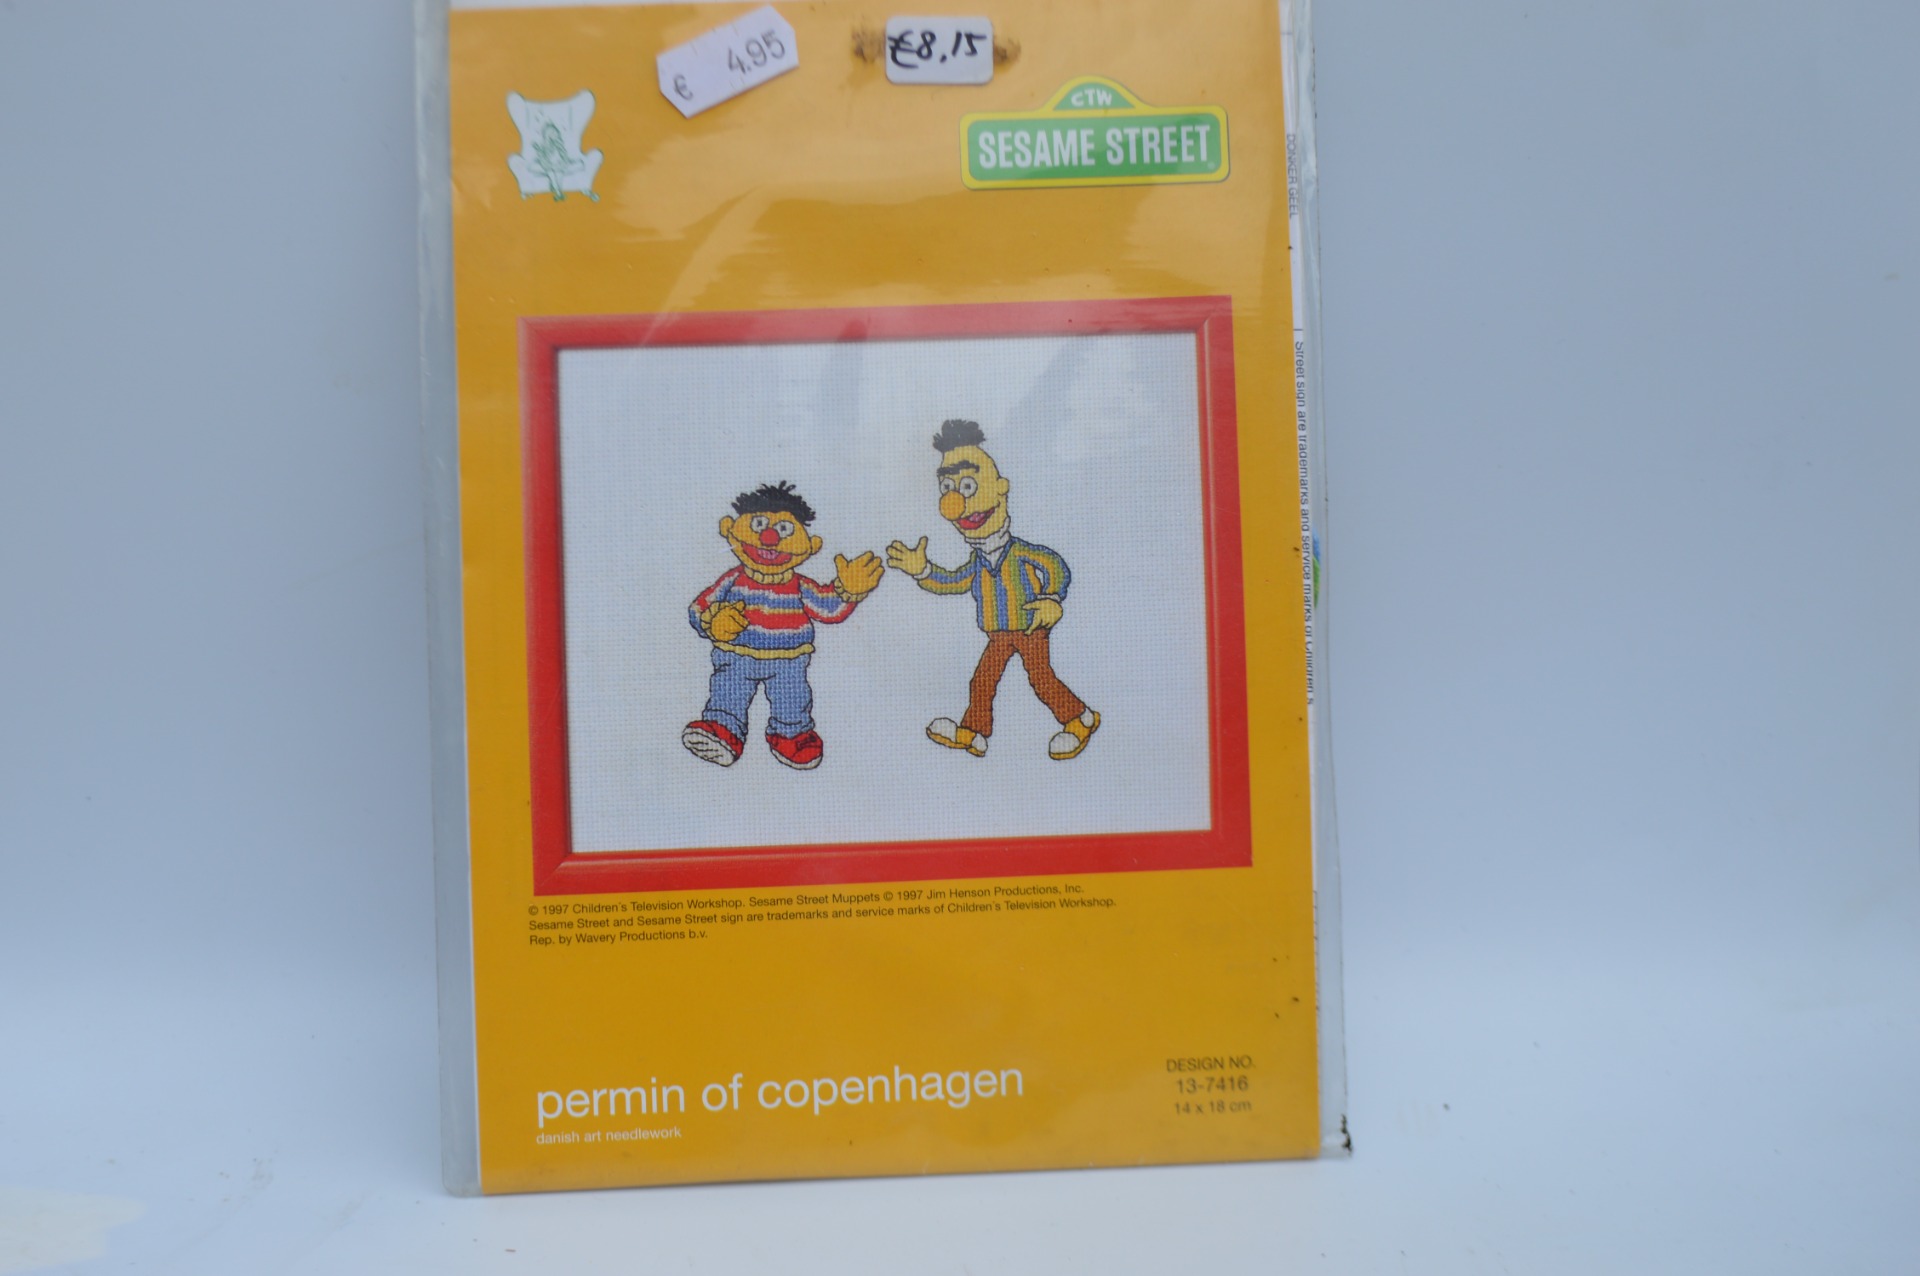 € 4.95
€8,15
CTW
SESAME STREET
DONKER GEEL
Street sign are trademarks and service marks of Children's
© 1997 Children's Television Workshop. Sesame Street Muppets © 1997 Jim Henson Productions, Inc.
Sesame Street and Sesame Street sign are trademarks and service marks of Children's Television Workshop.
Rep. by Wavery Productions b.v.
permin of copenhagen
danish art needlework
DESIGN NO.
13-7416
14 x 18 cm